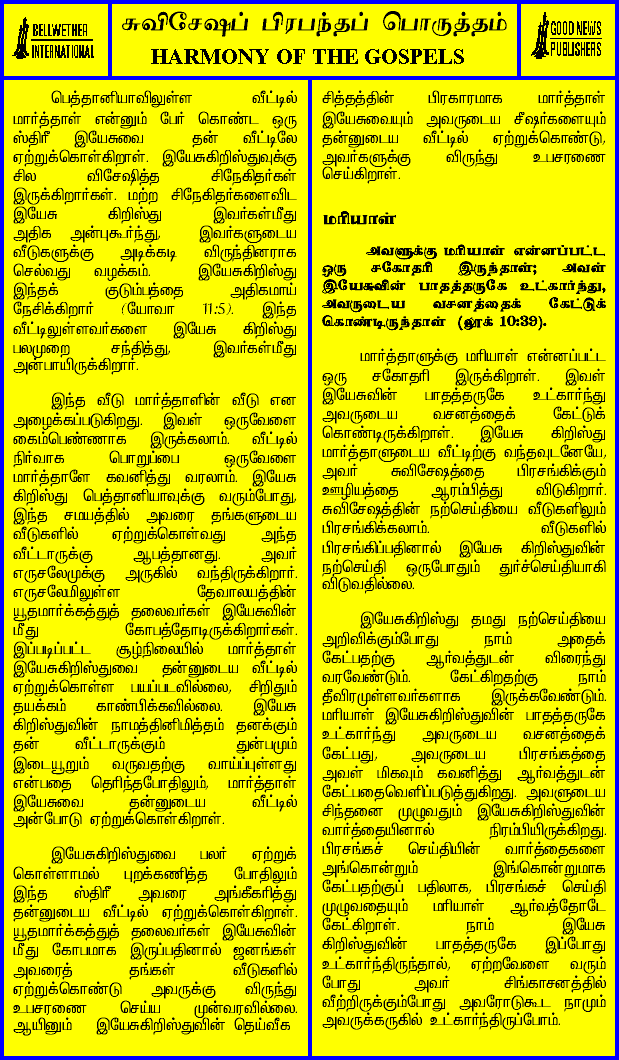 BELLWETHER
INTERNATIONAL
சுவிசேஷப் பிரபந்தப் பொருத்தம்
HARMONY OF THE GOSPELS
GOOD NEWS
PUBLISHERS
பெத்தானியாவிலுள்ள வீட்டில்
மார்த்தாள் என்னும் பேர் கொண்ட ஒரு
ஸ்திரீ இயேசுவை தன் வீட்டிலே
ஏற்றுக்கொள்கிறாள். இயேசுகிறிஸ்துவுக்கு
சில விசேஷித்த சிநேகிதர்கள்
இருக்கிறார்கள். மற்ற சிநேகிதர்களைவிட
இயேசு கிறிஸ்து இவர்கள்மீது
அதிக அன்புகூர்ந்து, இவர்களுடைய
வீடுகளுக்கு அடிக்கடி விருந்தினராக
செல்வது வழக்கம். இயேசுகிறிஸ்து
இந்தக் குடும்பத்தை அதிகமாய்
நேசிக்கிறார் (யோவா 11:5). இந்த
வீட்டிலுள்ளவர்களை இயேசு கிறிஸ்து
பலமுறை சந்தித்து, இவர்கள்மீது
அன்பாயிருக்கிறார்.
இந்த வீடு மார்த்தாளின் வீடு என
அழைக்கப்படுகிறது. இவள் ஒருவேளை
கைம்பெண்ணாக இருக்கலாம். வீட்டில்
நிர்வாக பொறுப்பை ஒருவேளை
மார்த்தாளே கவனித்து வரலாம். இயேசு
கிறிஸ்து பெத்தானியாவுக்கு வரும்போது,
இந்த சமயத்தில் அவரை தங்களுடைய
வீடுகளில் ஏற்றுக்கொள்வது அந்த
வீட்டாருக்கு ஆபத்தானது. அவர்
எருசலேமுக்கு அருகில் வந்திருக்கிறார்.
எருசலேமிலுள்ள தேவாலயத்தின்
யூதமார்க்கத்துத் தலைவர்கள் இயேசுவின்
மீது கோபத்தோடிருக்கிறார்கள்.
இப்படிப்பட்ட சூழ்நிலையில் மார்த்தாள்
இயேசுகிறிஸ்துவை தன்னுடைய வீட்டில்
ஏற்றுக்கொள்ள பயப்படவில்லை, சிறிதும்
தயக்கம் காண்பிக்கவில்லை. இயேசு
கிறிஸ்துவின் நாமத்தினிமித்தம் தனக்கும்
தன் வீட்டாருக்கும் துன்பமும்
இடையூறும் வருவதற்கு வாய்ப்புள்ளது
என்பதை தெரிந்தபோதிலும், மார்த்தாள்
இயேசுவை தன்னுடைய வீட்டில்
அன்போடு ஏற்றுக்கொள்கிறாள்.
இயேசுகிறிஸ்துவை பலர் ஏற்றுக்
கொள்ளாமல் புறக்கணித்த போதிலும்
இந்த ஸ்திரீ அவரை அங்கீகரித்து
தன்னுடைய வீட்டில் ஏற்றுக்கொள்கிறாள்.
யூதமார்க்கத்துத் தலைவர்கள் இயேசுவின்
மீது கோபமாக இருப்பதினால் ஜனங்கள்
அவரைத் தங்கள் வீடுகளில்
ஏற்றுக்கொண்டு அவருக்கு விருந்து
உபசரணை செய்ய முன்வரவில்லை.
ஆயினும் இயேசுகிறிஸ்துவின் தெய்வீக
சித்தத்தின் பிரகாரமாக மார்த்தாள்
இயேசுவையும் அவருடைய சீஷர்களையும்
தன்னுடைய வீட்டில் ஏற்றுக்கொண்டு,
அவர்களுக்கு விருந்து உபசரணை
செய்கிறாள்.
மரியாள்
அவளுக்கு மரியாள் என்னப்பட்ட
ஒரு சகோதரி இருந்தாள்; அவள்
இயேசுவின் பாதத்தருகே உட்கார்ந்து,
அவருடைய வசனத்தைக் கேட்டுக்
கொண்டிருந்தாள் (லூக் 10:39).
மார்த்தாளுக்கு மரியாள் என்னப்பட்ட
ஒரு சகோதரி இருக்கிறாள். இவள்
இயேசுவின் பாதத்தருகே உட்கார்ந்து
அவருடைய வசனத்தைக் கேட்டுக்
கொண்டிருக்கிறாள். இயேசு கிறிஸ்து
மார்த்தாளுடைய வீட்டிற்கு வந்தவுடனேயே,
அவர் சுவிசேஷத்தை பிரசங்கிக்கும்
ஊழியத்தை ஆரம்பித்து விடுகிறார்.
சுவிசேஷத்தின் நற்செய்தியை வீடுகளிலும்
பிரசங்கிக்கலாம். வீடுகளில்
பிரசங்கிப்பதினால் இயேசு கிறிஸ்துவின்
நற்செய்தி ஒருபோதும் துர்ச்செய்தியாகி
விடுவதில்லை.
இயேசுகிறிஸ்து தமது நற்செய்தியை
அறிவிக்கும்போது நாம் அதைக்
கேட்பதற்கு ஆர்வத்துடன் விரைந்து
வரவேண்டும். கேட்கிறதற்கு நாம்
தீவிரமுள்ளவர்களாக இருக்கவேண்டும்.
மரியாள் இயேசுகிறிஸ்துவின் பாதத்தருகே
உட்கார்ந்து அவருடைய வசனத்தைக்
கேட்பது, அவருடைய பிரசங்கத்தை
அவள் மிகவும் கவனித்து ஆர்வத்துடன்
கேட்பதைவெளிப்படுத்துகிறது. அவளுடைய
சிந்தனை முழுவதும் இயேசுகிறிஸ்துவின்
வார்த்தையினால் நிரம்பியிருக்கிறது.
பிரசங்கச் செய்தியின் வார்த்தைகளை
அங்கொன்றும் இங்கொன்றுமாக
கேட்பதற்குப் பதிலாக, பிரசங்கச் செய்தி
முழுவதையும் மரியாள் ஆர்வத்தோடே
கேட்கிறாள். நாம் இயேசு
கிறிஸ்துவின் பாதத்தருகே இப்போது
உட்கார்ந்திருந்தால், ஏற்றவேளை வரும்
போது அவர் சிங்காசனத்தில்
வீற்றிருக்கும்போது அவரோடுகூட நாமும்
அவருக்கருகில் உட்கார்ந்திருப்போம்.